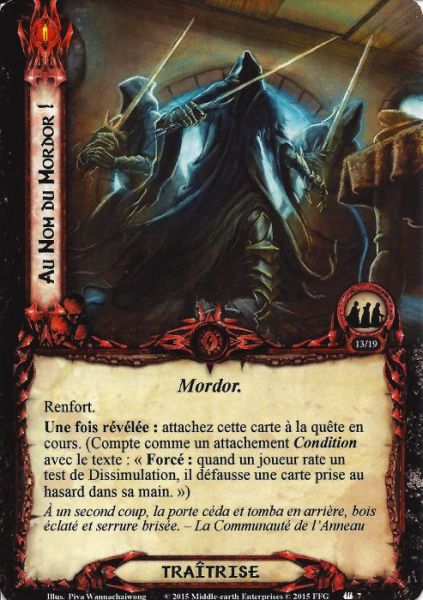 AU NOM DU MORDOR !
13/19
Mordor.
Renfort.
Une fois révélée : attachez cette carte à la quête en
cours. (Compte comme un attachement Condition
avec le texte : « Forcé : quand un joueur rate un
test de Dissimulation, il défausse une carte prise au
hasard dans sa main. »)
À un second coup, la porte céda et tomba en arrière, bois
éclaté et serrure brisée. – La Communauté de l'Anneau
TRAÎTRISE
Illus. Piya Wannachaiwong © 2015 Middle-earth Enterprises © 2015 FFG 7